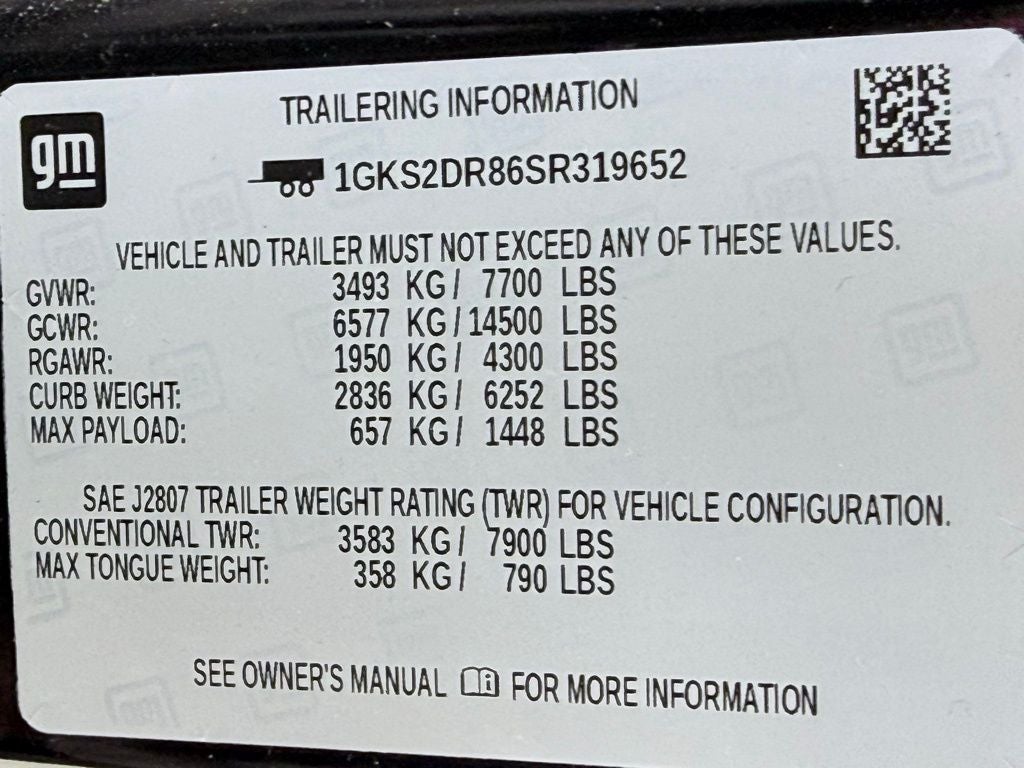 gm
TRAILERING INFORMATION
1GKS2DR86SR319652
VEHICLE AND TRAILER MUST NOT EXCEED ANY OF THESE VALUES.
GVWR: 3493 KG/ 7700 LBS
GCWR: 6577 KG/14500 LBS
RGAWR: 1950 KG/ 4300 LBS
CURB WEIGHT: 2836 KG/ 6252 LBS
MAX PAYLOAD: 657 KG/ 1448 LBS
SAE J2807 TRAILER WEIGHT RATING (TWR) FOR VEHICLE CONFIGURATION.
CONVENTIONAL TWR: 3583 KG/ 7900 LBS
MAX TONGUE WEIGHT: 358 KG/ 790 LBS
SEE OWNER'S MANUAL FOR MORE INFORMATION